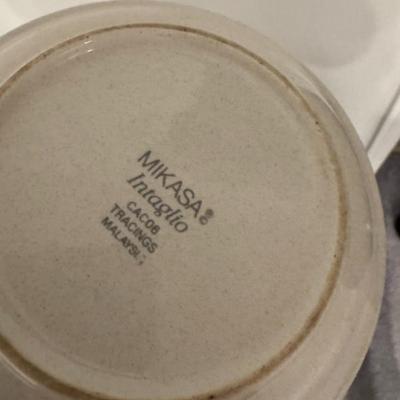 MIKASA®
Intaglio
CAC06
TRACINGS
MALAYSIA